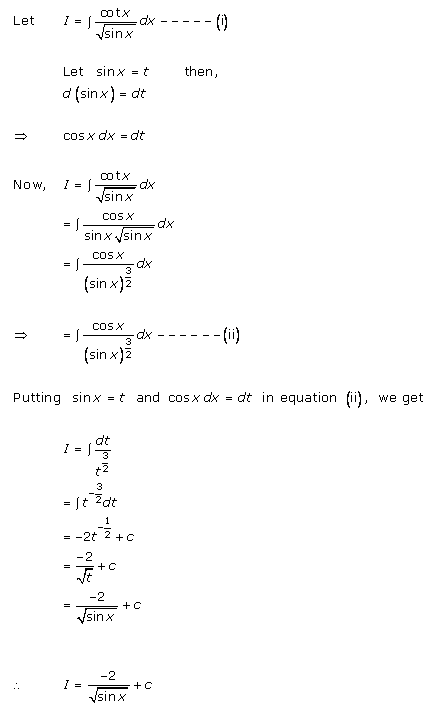 Let I = ∫ cot x / √sin x dx - - - - - (i)
Let sin x = t then,
d (sin x) = dt
⇒ cos x dx = dt
Now, I = ∫ cot x / √sin x dx
= ∫ cos x / sin x √sin x dx
= ∫ cos x / (sin x)^(3/2) dx
⇒ = ∫ cos x / (sin x)^(3/2) dx - - - - - - (ii)
Putting sin x = t and cos x dx = dt in equation (ii), we get
I = ∫ dt / t^(3/2)
= ∫ t^(-3/2) dt
= -2t^(-1/2) + c
= -2 / √t + c
= -2 / √sin x + c
∴ I = -2 / √sin x + c